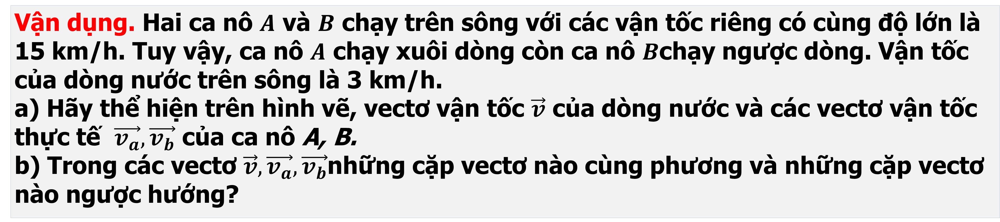 Vận dụng. Hai ca nô A và B chạy trên sông với các vận tốc riêng có cùng độ lớn là
15 km/h. Tuy vậy, ca nô A chạy xuôi dòng còn ca nô Bchạy ngược dòng. Vận tốc
của dòng nước trên sông là 3 km/h.
a) Hãy thể hiện trên hình vẽ, vectơ vận tốc $\overrightarrow{v}$ của dòng nước và các vectơ vận tốc
thực tế $\overrightarrow{v_a}, \overrightarrow{v_b}$ của ca nô A, B.
b) Trong các vectơ $\overrightarrow{v}, \overrightarrow{v_a}, \overrightarrow{v_b}$những cặp vectơ nào cùng phương và những cặp vectơ
nào ngược hướng?